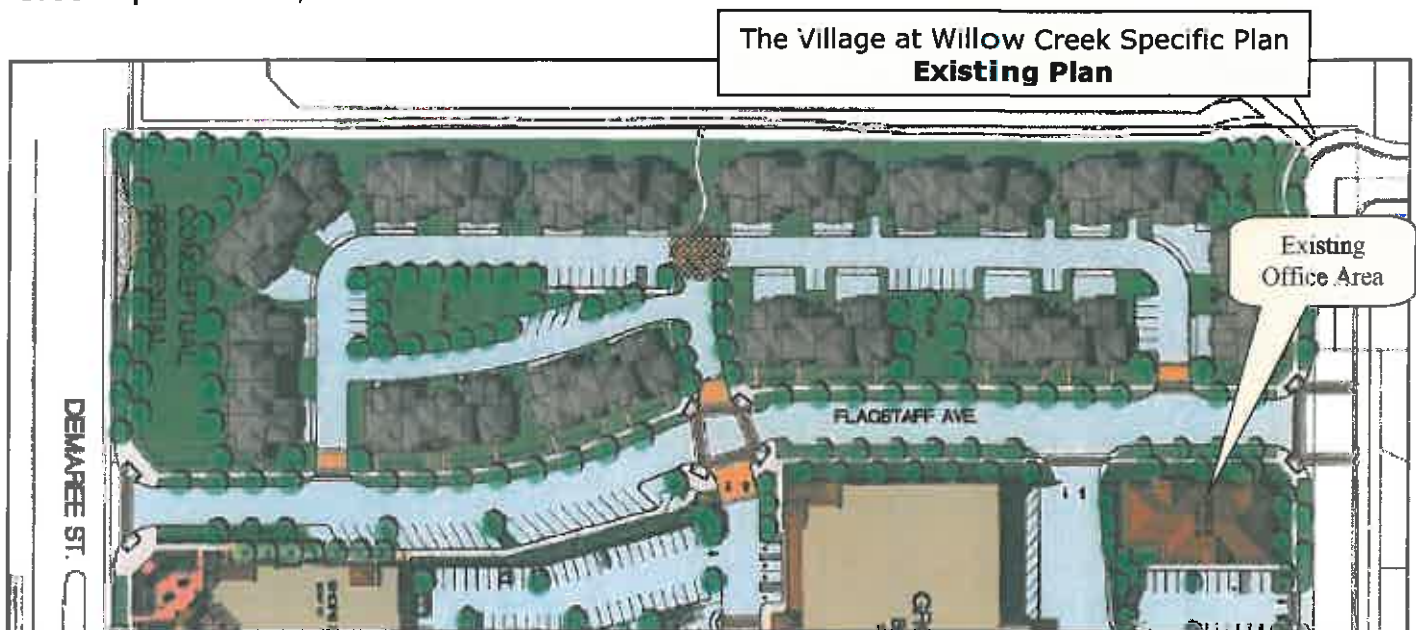 The Village at Willow Creek Specific Plan
Existing Plan
CONCEPTUAL
RESIDENTIAL
Existing
Office Area
FLAGSTAFF AVE.
DEMAREE ST.